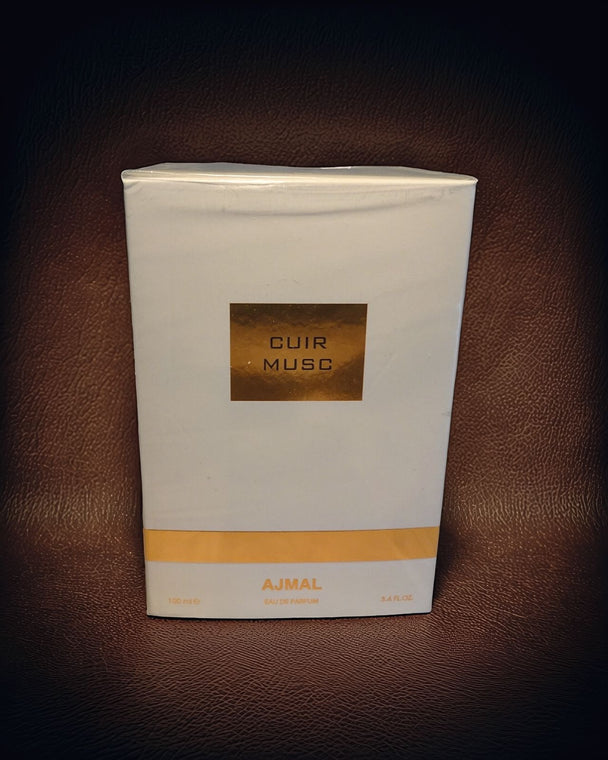 CUIR
MUSC
AJMAL
100 ml e
EAU DE PARFUM
3.4 FL.OZ.